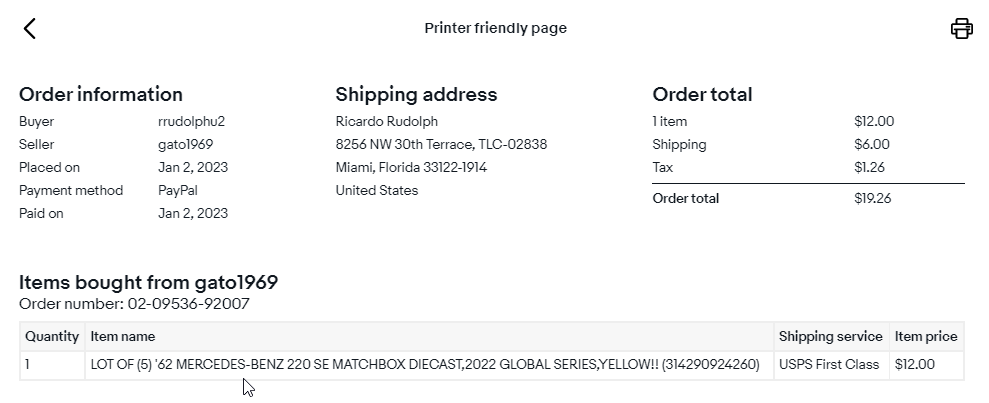 Printer friendly page
Order information
Buyer rrudolphu2
Seller gato1969
Placed on Jan 2, 2023
Payment method PayPal
Paid on Jan 2, 2023
Shipping address
Ricardo Rudolph
8256 NW 30th Terrace, TLC-02838
Miami, Florida 33122-1914
United States
Order total
1 item $12.00
Shipping $6.00
Tax $1.26
Order total $19.26
Items bought from gato1969
Order number: 02-09536-92007
Quantity Item name Shipping service Item price
1 LOT OF (5) '62 MERCEDES-BENZ 220 SE MATCHBOX DIECAST,2022 GLOBAL SERIES,YELLOW!! (314290924260) USPS First Class $12.00